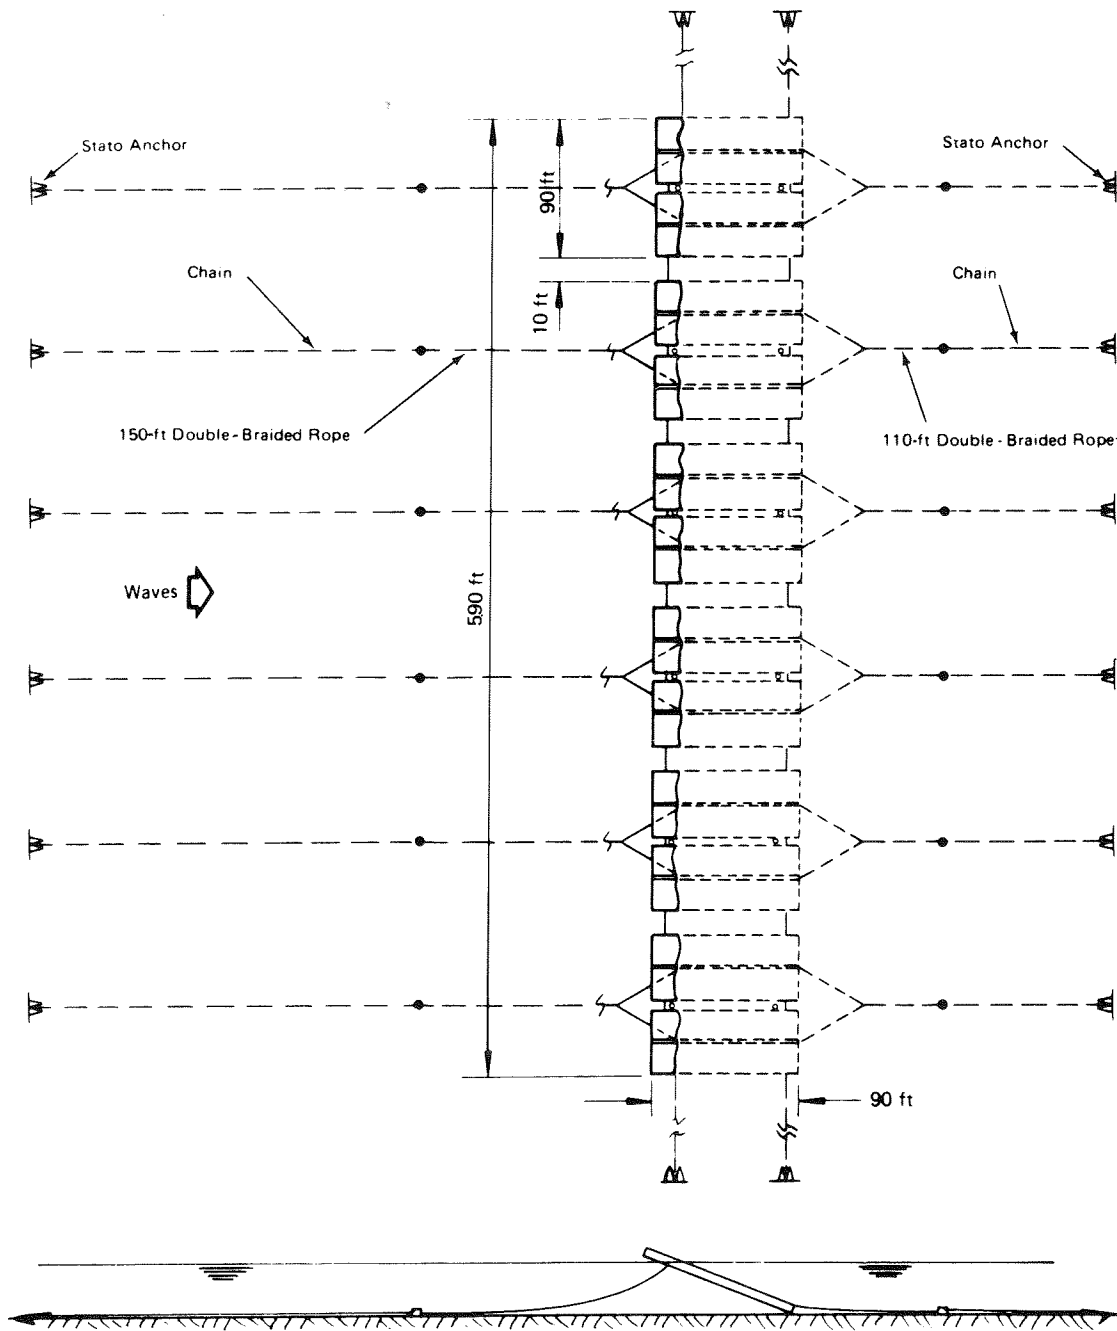 Stato Anchor
Stato Anchor
90 ft
Chain
Chain
10 ft
150-ft Double-Braided Rope
110-ft Double-Braided Rope
Waves
590 ft
90 ft